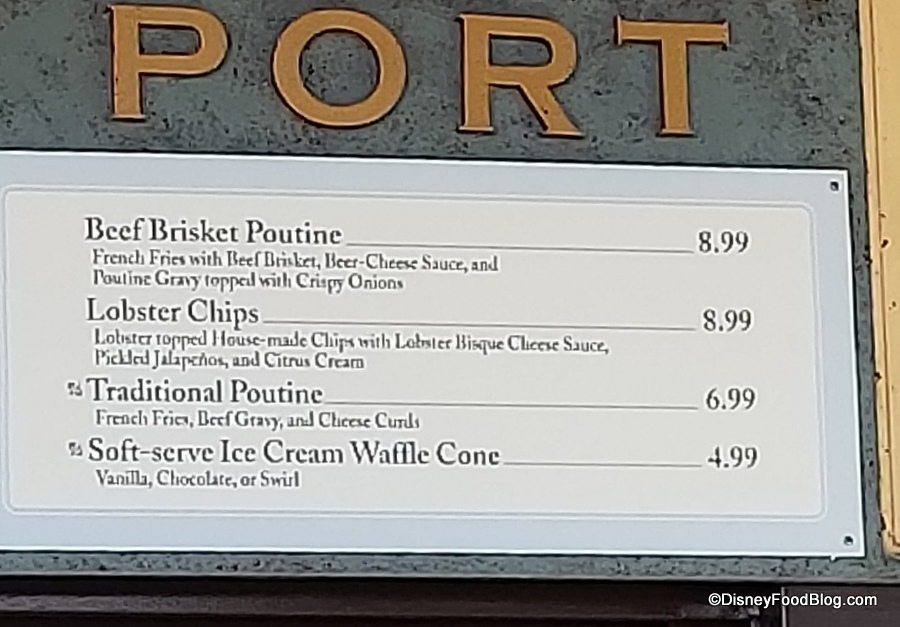 PORT
Beef Brisket Poutine 8.99
French Fries with Beef Brisket, Beer-Cheese Sauce, and
Poutine Gravy topped with Crispy Onions
Lobster Chips 8.99
Lobster topped House-made Chips with Lobster Bisque Cheese Sauce,
Pickled Jalapeños, and Citrus Cream
Traditional Poutine 6.99
French Fries, Beef Gravy, and Cheese Curds
Soft-serve Ice Cream Waffle Cone 4.99
Vanilla, Chocolate, or Swirl
©DisneyFoodBlog.com